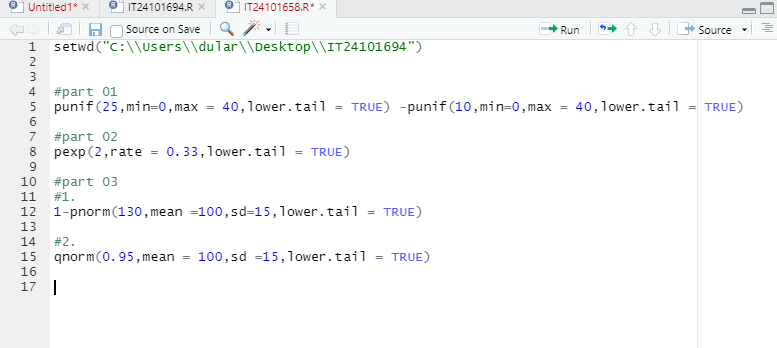 Untitled1* × IT24101694.R × IT24101658.R* ×
Source on Save Run Source
1 setwd("C:\\Users\\dular\\Desktop\\IT24101694")
2
3
4 #part 01
5 punif(25,min=0,max = 40,lower.tail = TRUE) -punif(10,min=0,max = 40,lower.tail = TRUE)
6
7 #part 02
8 pexp(2,rate = 0.33,lower.tail = TRUE)
9
10 #part 03
11 #1.
12 1-pnorm(130,mean =100,sd=15,lower.tail = TRUE)
13
14 #2.
15 qnorm(0.95,mean = 100,sd =15,lower.tail = TRUE)
16
17